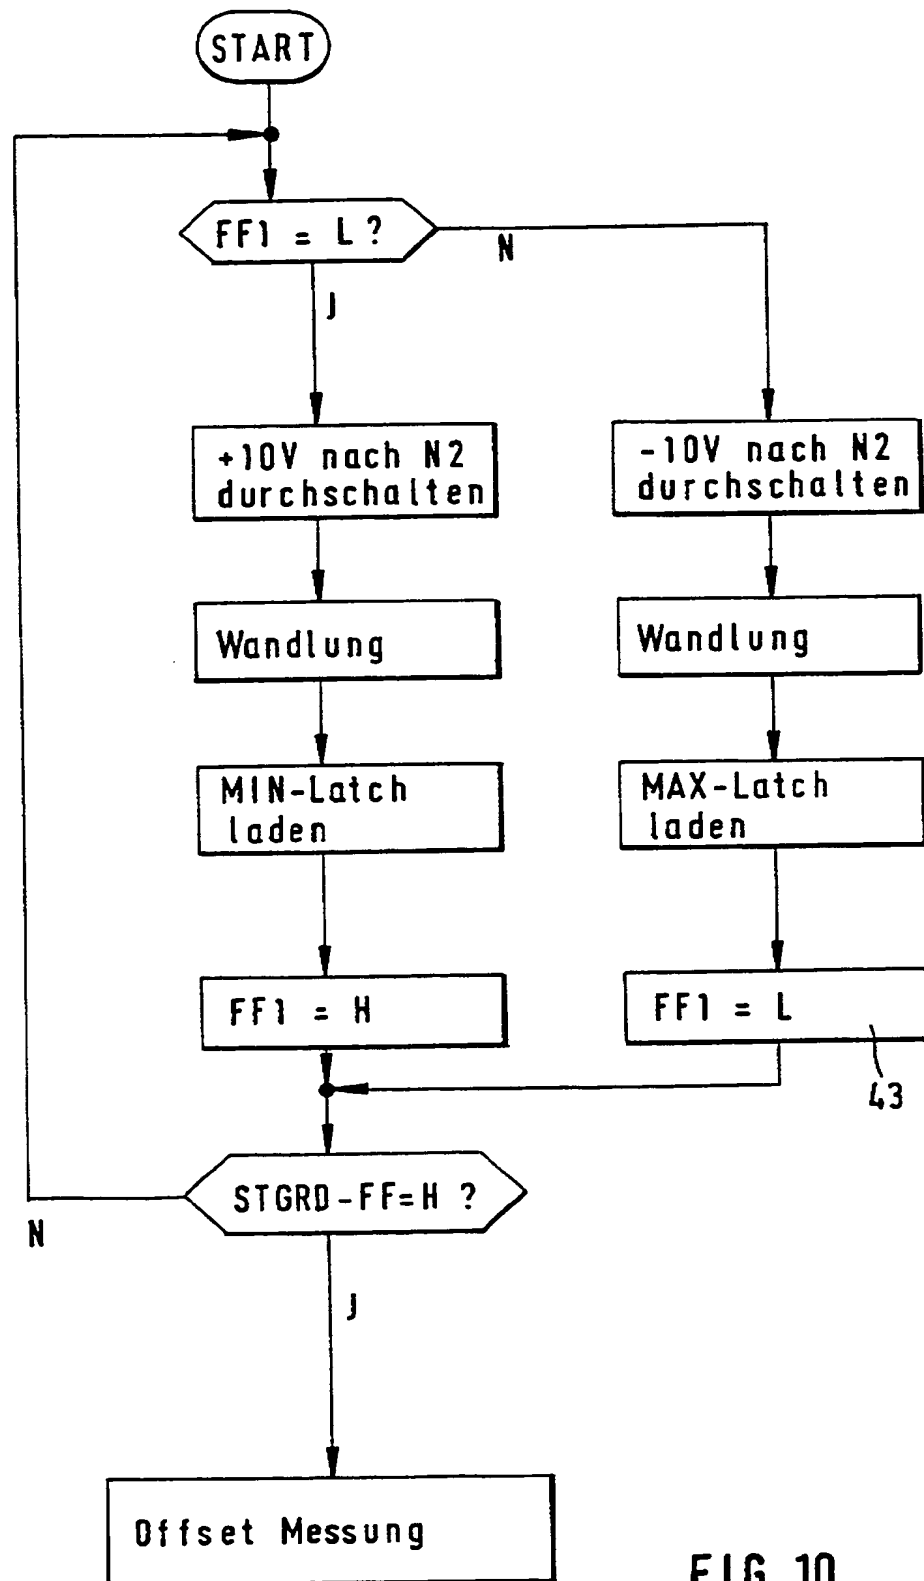 START
FF1 = L ?
N
J
+10V nach N2
durchschalten
-10V nach N2
durchschalten
Wandlung
Wandlung
MIN-Latch
laden
MAX-Latch
laden
FF1 = H
FF1 = L
43
STGRD-FF=H ?
N
J
Offset Messung
FIG.10